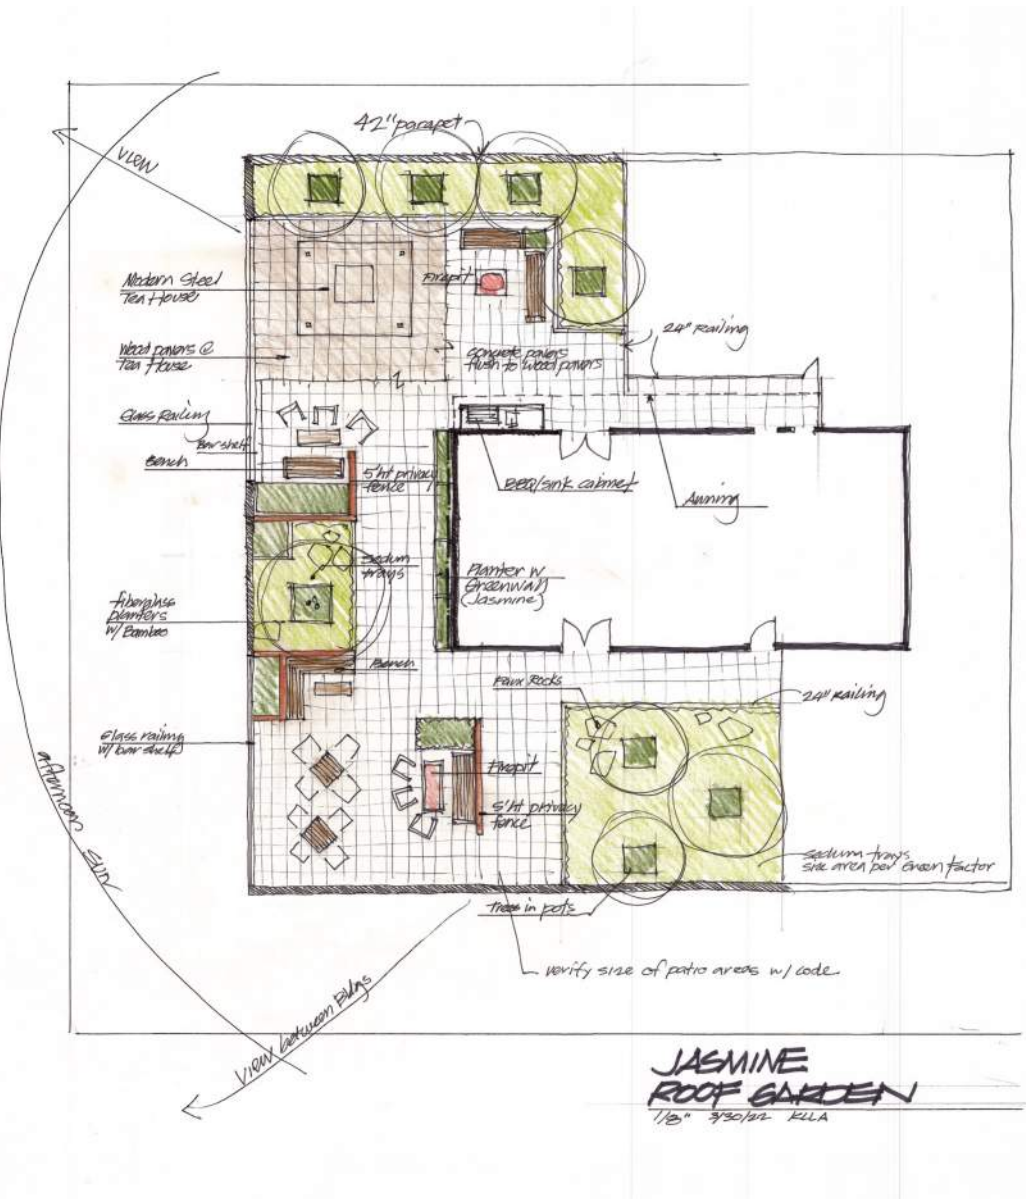 42" parapet
VIEW
Modern Steel
Tea House
Firepit
24" Railing
Wood pavers @
Tea House
concrete pavers
flush to wood pavers
Glass Railing
Bar shelf
Bench
5' ht privacy
fence
BBQ/sink cabinet
Awning
sedum
trays
Planter w
Greenwall
(Jasmine)
fiberglass
planters
w/ Bamboo
Bench
Faux Rocks
24" Railing
Glass railing
w/ bar shelf
Firepit
5' ht privacy
fence
afternoon sun
sedum trays
size area per Green Factor
Trees in pots
verify size of patio areas w/ code
View between Bldgs
JASMINE
ROOF GARDEN
1/8" 3/30/22 KLLA